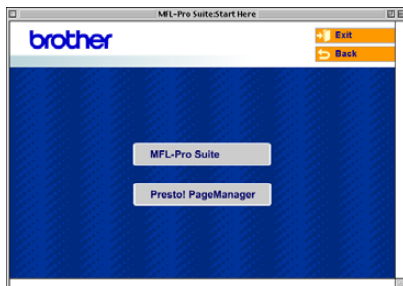 MFL-Pro Suite:Start Here
brother
Exit
Back
MFL-Pro Suite
Presto! PageManager